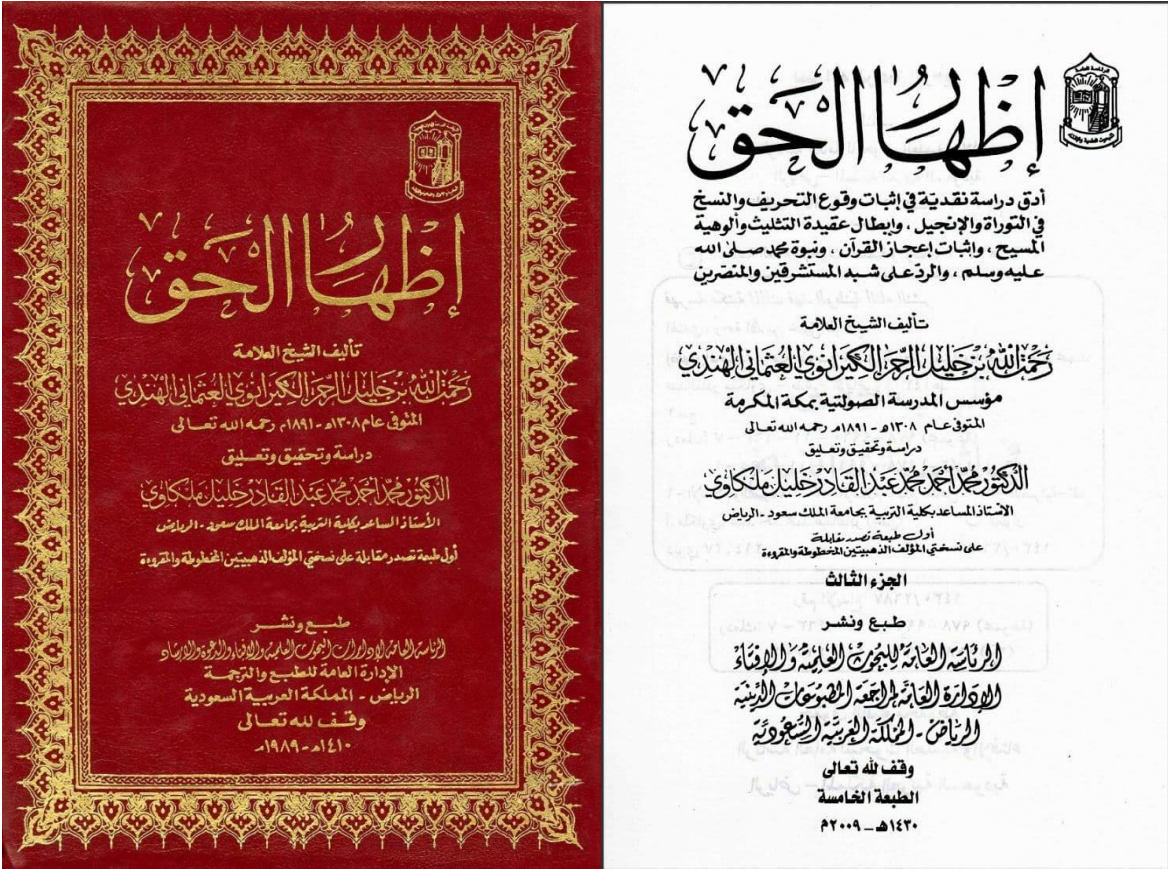 إظهار الحق
تأليف الشيخ العلامة
رحمت الله بن خليل الرحمن الكيرانوي العثماني الهندي
المتوفى عام ١٣٠٨هـ - ١٨٩١م رحمه الله تعالى
دراسة وتحقيق وتعليق
الدكتور محمد أحمد محمد عبد القادر خليل ملكاوي
الأستاذ المساعد بكلية التربية بجامعة الملك سعود - الرياض
أول طبعة تصدر مقابلة على نسختي المؤلف الذهبيتين المخطوطة والمقروءة
طبع ونشر
الرئاسة العامة لإدارات البحوث العلمية والإفتاء والدعوة والإرشاد
الإدارة العامة للطبع والترجمة
الرياض - المملكة العربية السعودية
وقف لله تعالى
١٤١٠هـ - ١٩٨٩م
إظهار الحق
أدق دراسة نقدية في إثبات وقوع التحريف والنسخ
في التوراة والإنجيل ، وإبطال عقيدة التثليث وألوهية
المسيح ، وإثبات إعجاز القرآن ، ونبوة محمد صلى الله
عليه وسلم ، والرد على شبه المستشرقين والمنصرين
تأليف الشيخ العلامة
رحمت الله بن خليل الرحمن الكيرانوي العثماني الهندي
مؤسس المدرسة الصولتية بمكة المكرمة
المتوفى عام ١٣٠٨هـ - ١٨٩١م رحمه الله تعالى
دراسة وتحقيق وتعليق
الدكتور محمد أحمد محمد عبد القادر خليل ملكاوي
الأستاذ المساعد بكلية التربية بجامعة الملك سعود - الرياض
أول طبعة تصدر مقابلة
على نسختي المؤلف الذهبيتين المخطوطة والمقروءة
الجزء الثالث
طبع ونشر
الرئاسة العامة للبحوث العلمية والإفتاء
الإدارة العامة لمراجعة المطبوعات الدينية
الرياض - المملكة العربية السعودية
وقف لله تعالى
الطبعة الخامسة
١٤٣٠هـ - ٢٠٠٩م